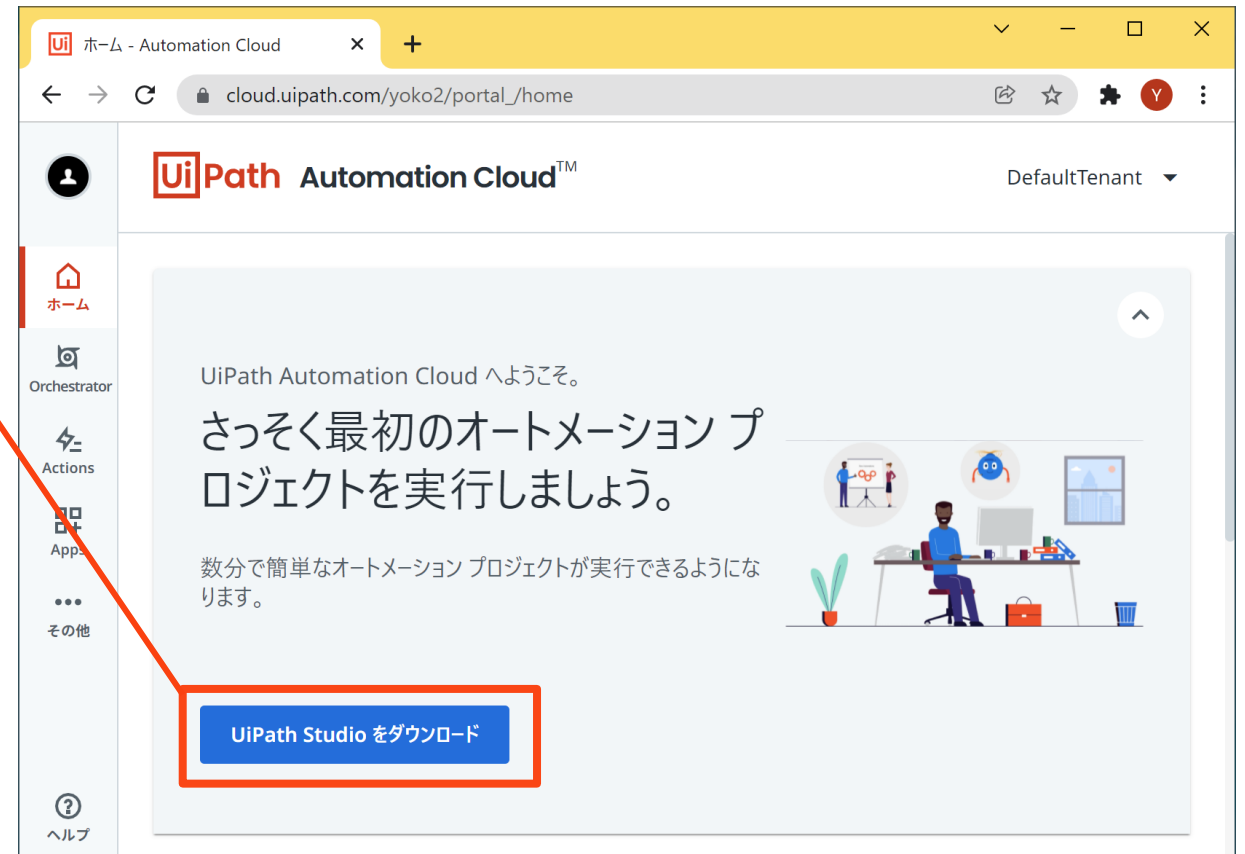 Ui ホーム - Automation Cloud
cloud.uipath.com/yoko2/portal_/home
Y
UiPath Automation Cloud™
DefaultTenant
ホーム
Orchestrator
Actions
Apps
その他
ヘルプ
UiPath Automation Cloud へようこそ。
さっそく最初のオートメーション プ
ロジェクトを実行しましょう。
数分で簡単なオートメーション プロジェクトが実行できるようにな
ります。
UiPath Studio をダウンロード